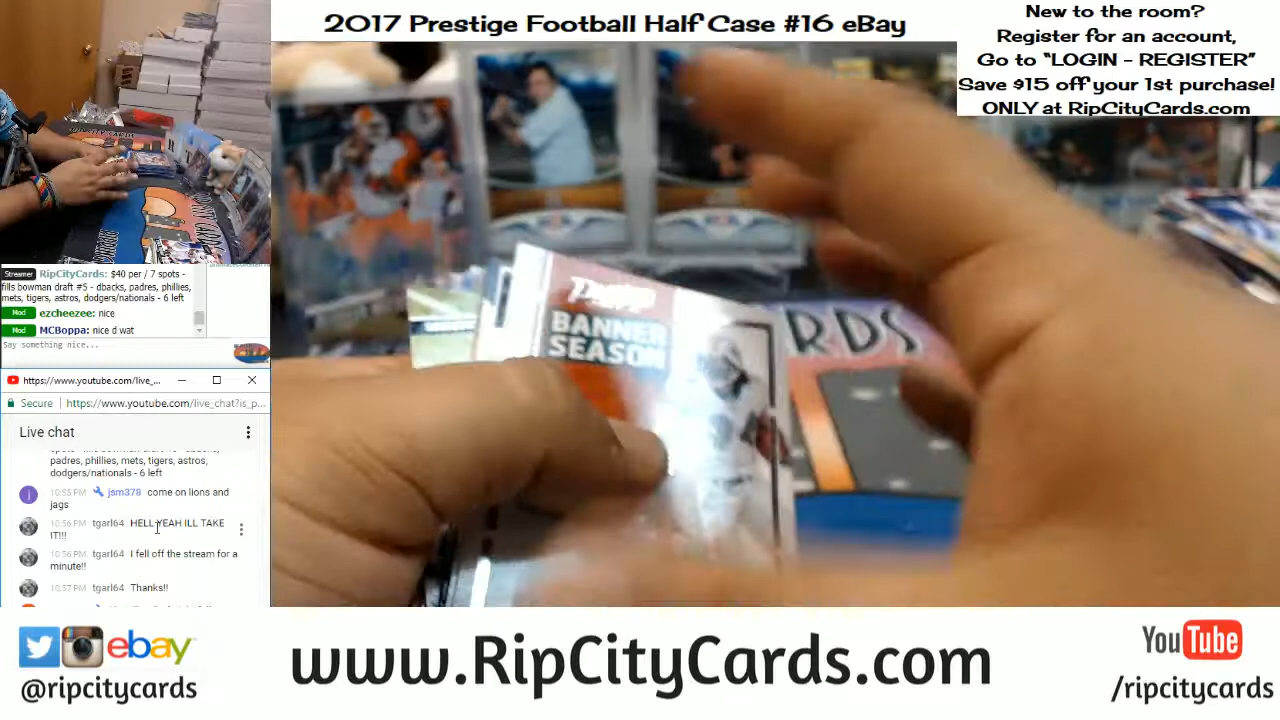 2017 Prestige Football Half Case #16 eBay
New to the room?
Register for an account,
Go to “LOGIN - REGISTER”
Save $15 off your 1st purchase!
ONLY at RipCityCards.com
Streamer RipCityCards: $40 per / 7 spots -
fills bowman draft #5 - dbacks, padres, phillies,
mets, tigers, astros, dodgers/nationals - 6 left
Mod ezcheezee: nice
Mod MCBoppa: nice d wat
Say something nice...
https://www.youtube.com/live_...
Secure https://www.youtube.com/live_chat?is_p...
Live chat
padres, phillies, mets, tigers, astros,
dodgers/nationals - 6 left
j 10:55 PM jsm378 come on lions and
jags
10:56 PM tgarl64 HELL YEAH ILL TAKE
IT!!!
10:56 PM tgarl64 I fell off the stream for a
minute!!
10:57 PM tgarl64 Thanks!!
BANNER
SEASON
RDS
ebay
@ripcitycards
www.RipCityCards.com
YouTube
/ripcitycards